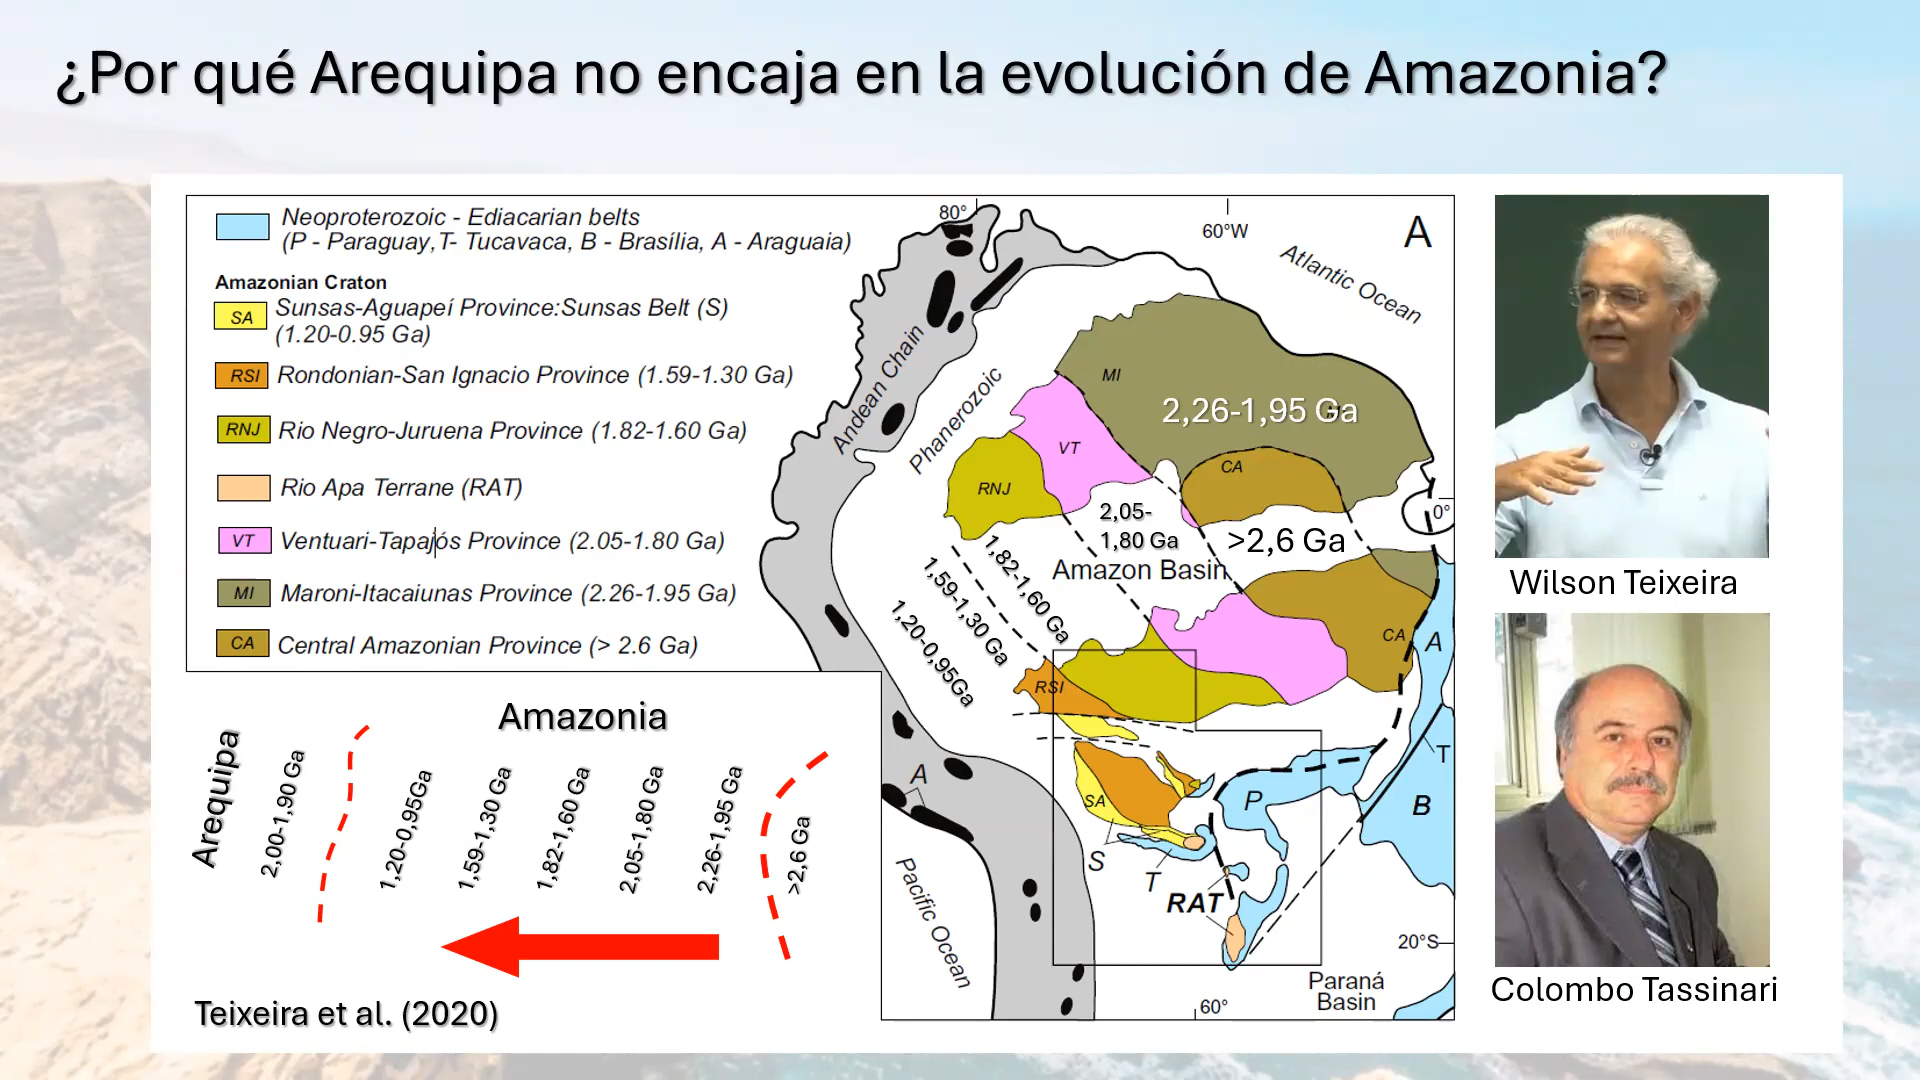 ¿Por qué Arequipa no encaja en la evolución de Amazonia?
Neoproterozoic - Ediacarian belts
(P - Paraguay,T- Tucavaca, B - Brasília, A - Araguaia)
Amazonian Craton
SA Sunsas-Aguapeí Province:Sunsas Belt (S)
(1.20-0.95 Ga)
RSI Rondonian-San Ignacio Province (1.59-1.30 Ga)
RNJ Rio Negro-Juruena Province (1.82-1.60 Ga)
Rio Apa Terrane (RAT)
VT Ventuari-Tapajós Province (2.05-1.80 Ga)
MI Maroni-Itacaiunas Province (2.26-1.95 Ga)
CA Central Amazonian Province (> 2.6 Ga)
80°
60°W
A
Atlantic Ocean
Andean Chain
Phanerozoic
MI
2,26-1,95 Ga
VT
CA
RNJ
2,05-
1,80 Ga
>2,6 Ga
0°
Amazon Basin
1,82-1,60 Ga
1,59-1,30 Ga
1,20-0,95Ga
CA
A
RSI
T
A
SA
P
B
S
T
RAT
Pacific Ocean
20°S
Paraná
Basin
60°
Amazonia
Arequipa
2,00-1,90 Ga
1,20-0,95Ga
1,59-1,30 Ga
1,82-1,60 Ga
2,05-1,80 Ga
2,26-1,95 Ga
>2,6 Ga
Teixeira et al. (2020)
Wilson Teixeira
Colombo Tassinari